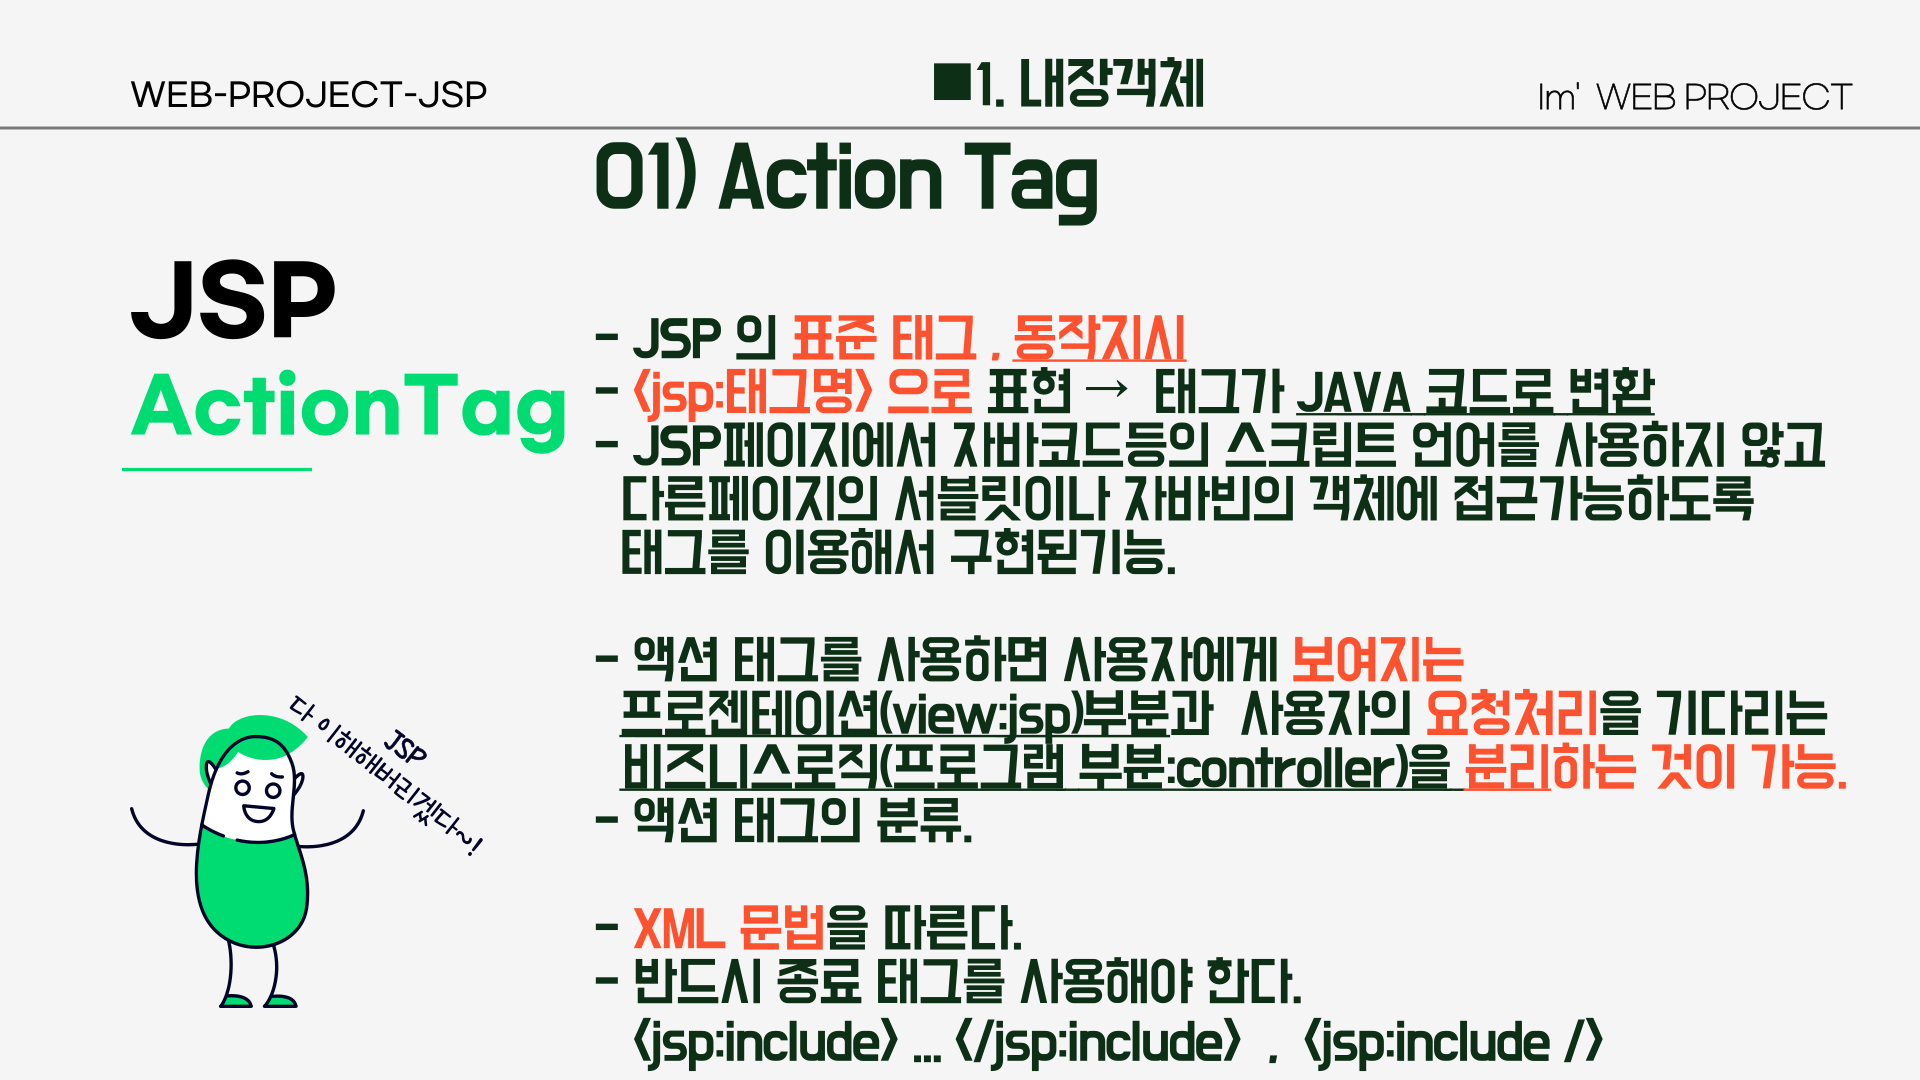 WEB-PROJECT-JSP
■1. 내장객체
Im' WEB PROJECT
01) Action Tag
JSP
ActionTag
- JSP 의 표준 태그 , 동작지시
- <jsp:태그명> 으로 표현 → 태그가 JAVA 코드로 변환
- JSP페이지에서 자바코드등의 스크립트 언어를 사용하지 않고
다른페이지의 서블릿이나 자바빈의 객체에 접근가능하도록
태그를 이용해서 구현된기능.
- 액션 태그를 사용하면 사용자에게 보여지는
프로젠테이션(view:jsp)부분과 사용자의 요청처리을 기다리는
비즈니스로직(프로그램 부분:controller)을 분리하는 것이 가능.
- 액션 태그의 분류.
- XML 문법을 따른다.
- 반드시 종료 태그를 사용해야 한다.
<jsp:include> ... </jsp:include> , <jsp:include />
JSP
다 이해해버리겠다~!